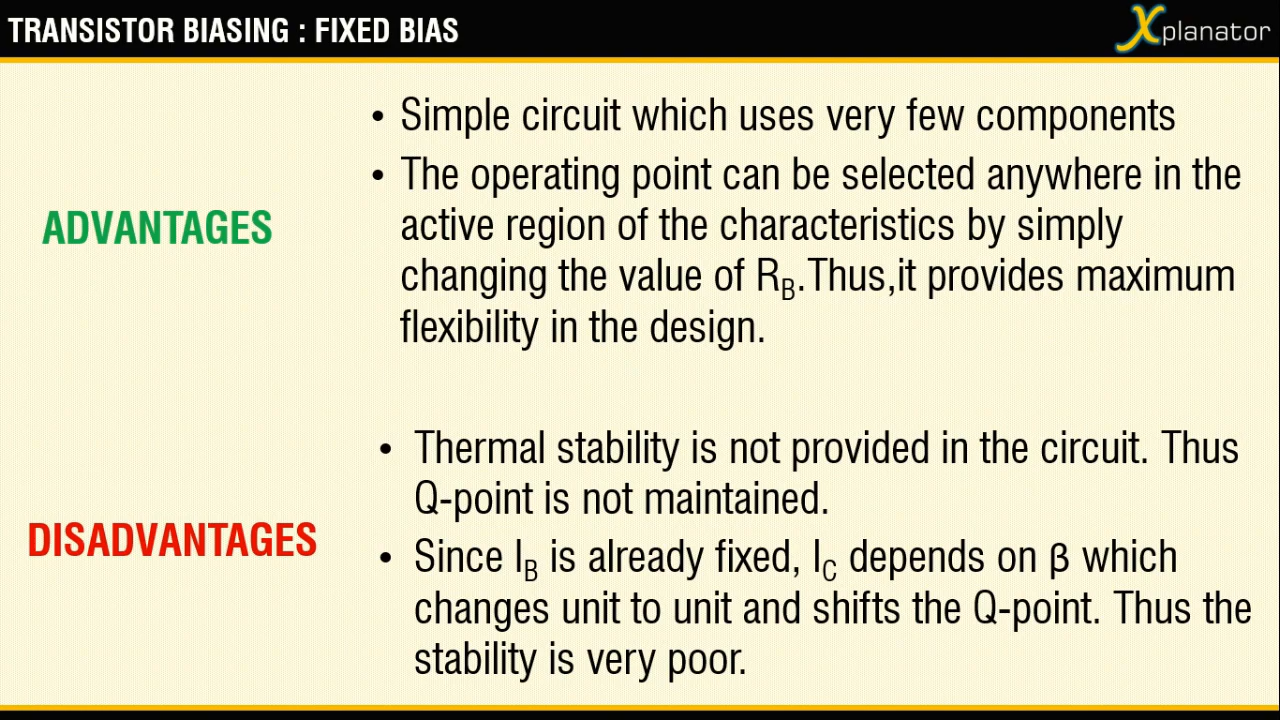 TRANSISTOR BIASING : FIXED BIAS
Xplanator
ADVANTAGES
• Simple circuit which uses very few components
• The operating point can be selected anywhere in the
active region of the characteristics by simply
changing the value of R_B.Thus,it provides maximum
flexibility in the design.
DISADVANTAGES
• Thermal stability is not provided in the circuit. Thus
Q-point is not maintained.
• Since I_B is already fixed, I_C depends on β which
changes unit to unit and shifts the Q-point. Thus the
stability is very poor.